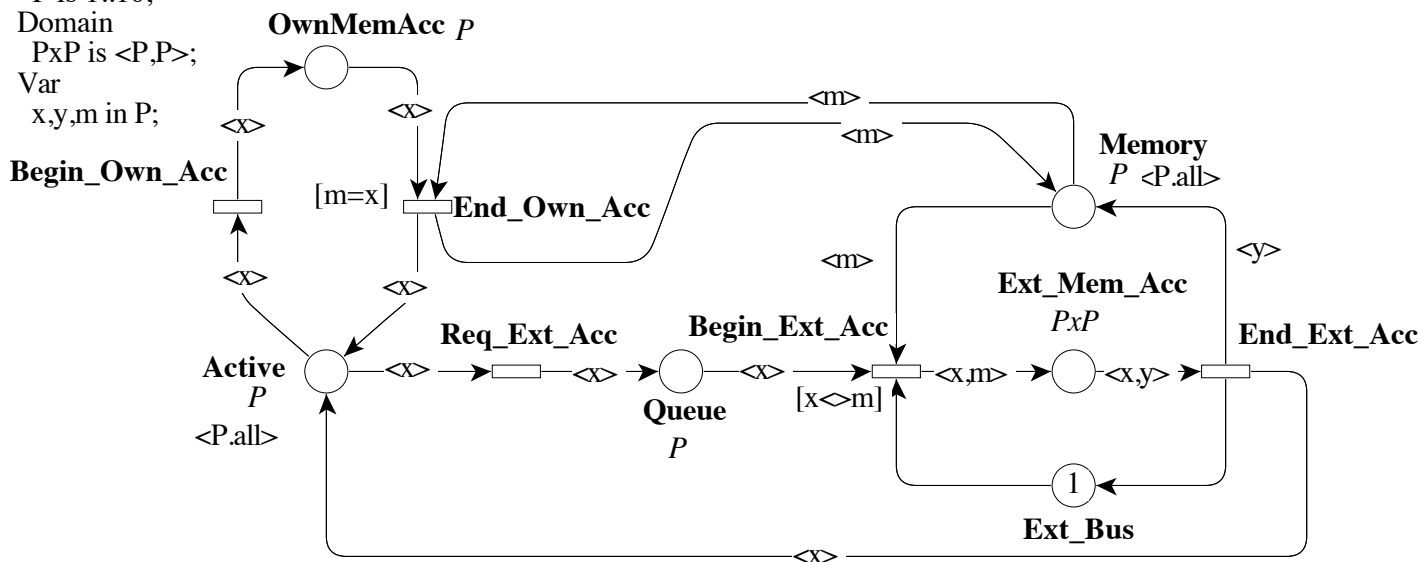 Domain
PxP is <P,P>;
Var
x,y,m in P;
OwnMemAcc P
<x>
<x>
<m>
<m>
Begin_Own_Acc
[m=x]
End_Own_Acc
Memory
P <P.all>
<x>
<x>
<m>
<y>
Ext_Mem_Acc
PxP
Req_Ext_Acc
Begin_Ext_Acc
End_Ext_Acc
Active
P
<P.all>
<x>
<x>
<x>
<x,m>
<x,y>
[x<>m]
Queue
P
1
Ext_Bus
<x>